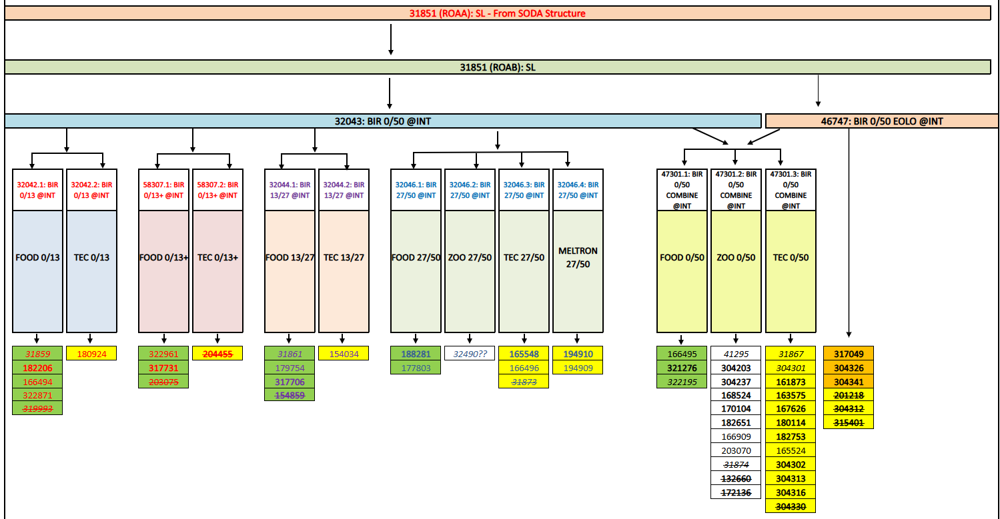 31851 (ROAA): SL - From SODA Structure
31851 (ROAB): SL
32043: BIR 0/50 @INT
46747: BIR 0/50 EOLO @INT
32042.1: BIR
0/13 @INT
32042.2: BIR
0/13 @INT
58307.1: BIR
0/13+ @INT
58307.2: BIR
0/13+ @INT
32044.1: BIR
13/27 @INT
32044.2: BIR
13/27 @INT
32046.1: BIR
27/50 @INT
32046.2: BIR
27/50 @INT
32046.3: BIR
27/50 @INT
32046.4: BIR
27/50 @INT
47301.1: BIR
0/50
COMBINE
@INT
47301.2: BIR
0/50
COMBINE
@INT
47301.3: BIR
0/50
COMBINE
@INT
FOOD 0/13
TEC 0/13
FOOD 0/13+
TEC 0/13+
FOOD 13/27
TEC 13/27
FOOD 27/50
ZOO 27/50
TEC 27/50
MELTRON
27/50
FOOD 0/50
ZOO 0/50
TEC 0/50
31859
182206
166494
322871
319993
180924
322961
317731
203075
204455
31861
179754
317706
154859
154034
188281
177803
32490??
165548
166496
31873
194910
194909
166495
321276
322195
41295
304203
304237
168524
170104
182651
166909
203070
31874
132660
172136
31867
304301
161873
163575
167626
180114
182753
165524
304302
304313
304316
304330
317049
304326
304341
201218
304312
315401